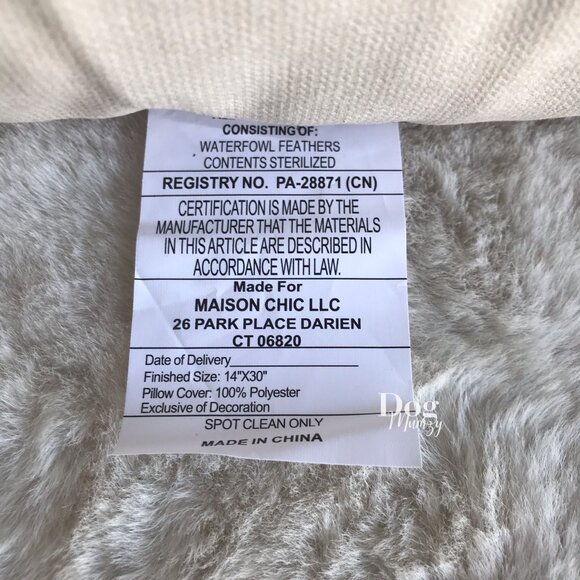 CONSISTING OF:
WATERFOWL FEATHERS
CONTENTS STERILIZED
REGISTRY NO. PA-28871 (CN)
CERTIFICATION IS MADE BY THE
MANUFACTURER THAT THE MATERIALS
IN THIS ARTICLE ARE DESCRIBED IN
ACCORDANCE WITH LAW.
Made For
MAISON CHIC LLC
26 PARK PLACE DARIEN
CT 06820
Date of Delivery
Finished Size: 14"X30"
Pillow Cover: 100% Polyester
Exclusive of Decoration
SPOT CLEAN ONLY
MADE IN CHINA
Dog
Mumzy